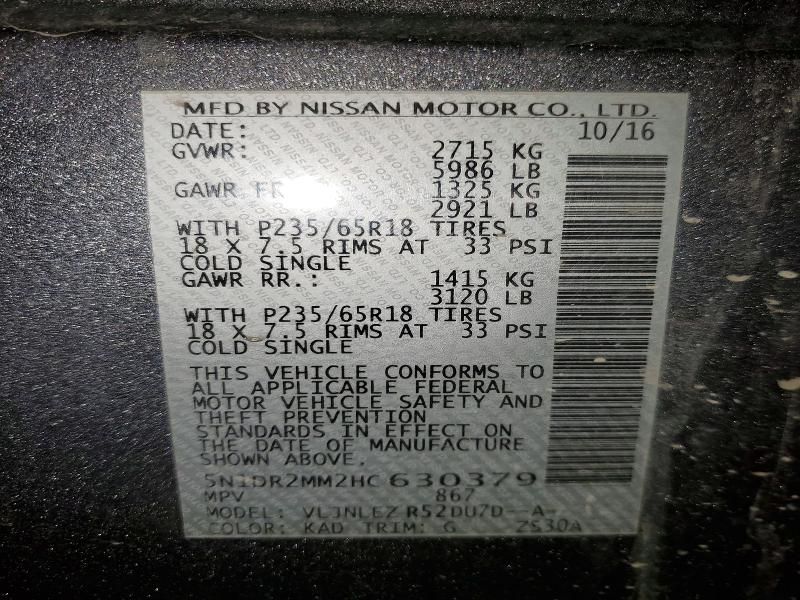 MFD BY NISSAN MOTOR CO., LTD.
DATE: 10/16
GVWR: 2715 KG
5986 LB
GAWR FR 1325 KG
2921 LB
WITH P235/65R18 TIRES
18 X 7.5 RIMS AT 33 PSI
COLD SINGLE
GAWR RR.: 1415 KG
3120 LB
WITH P235/65R18 TIRES
18 X 7.5 RIMS AT 33 PSI
COLD SINGLE
THIS VEHICLE CONFORMS TO
ALL APPLICABLE FEDERAL
MOTOR VEHICLE SAFETY AND
THEFT PREVENTION
STANDARDS IN EFFECT ON
THE DATE OF MANUFACTURE
SHOWN ABOVE.
5N1DR2MM2HC630379
MPV 867
MODEL: R52DU7D--A-
COLOR: KAD TRIM: G ZS30A